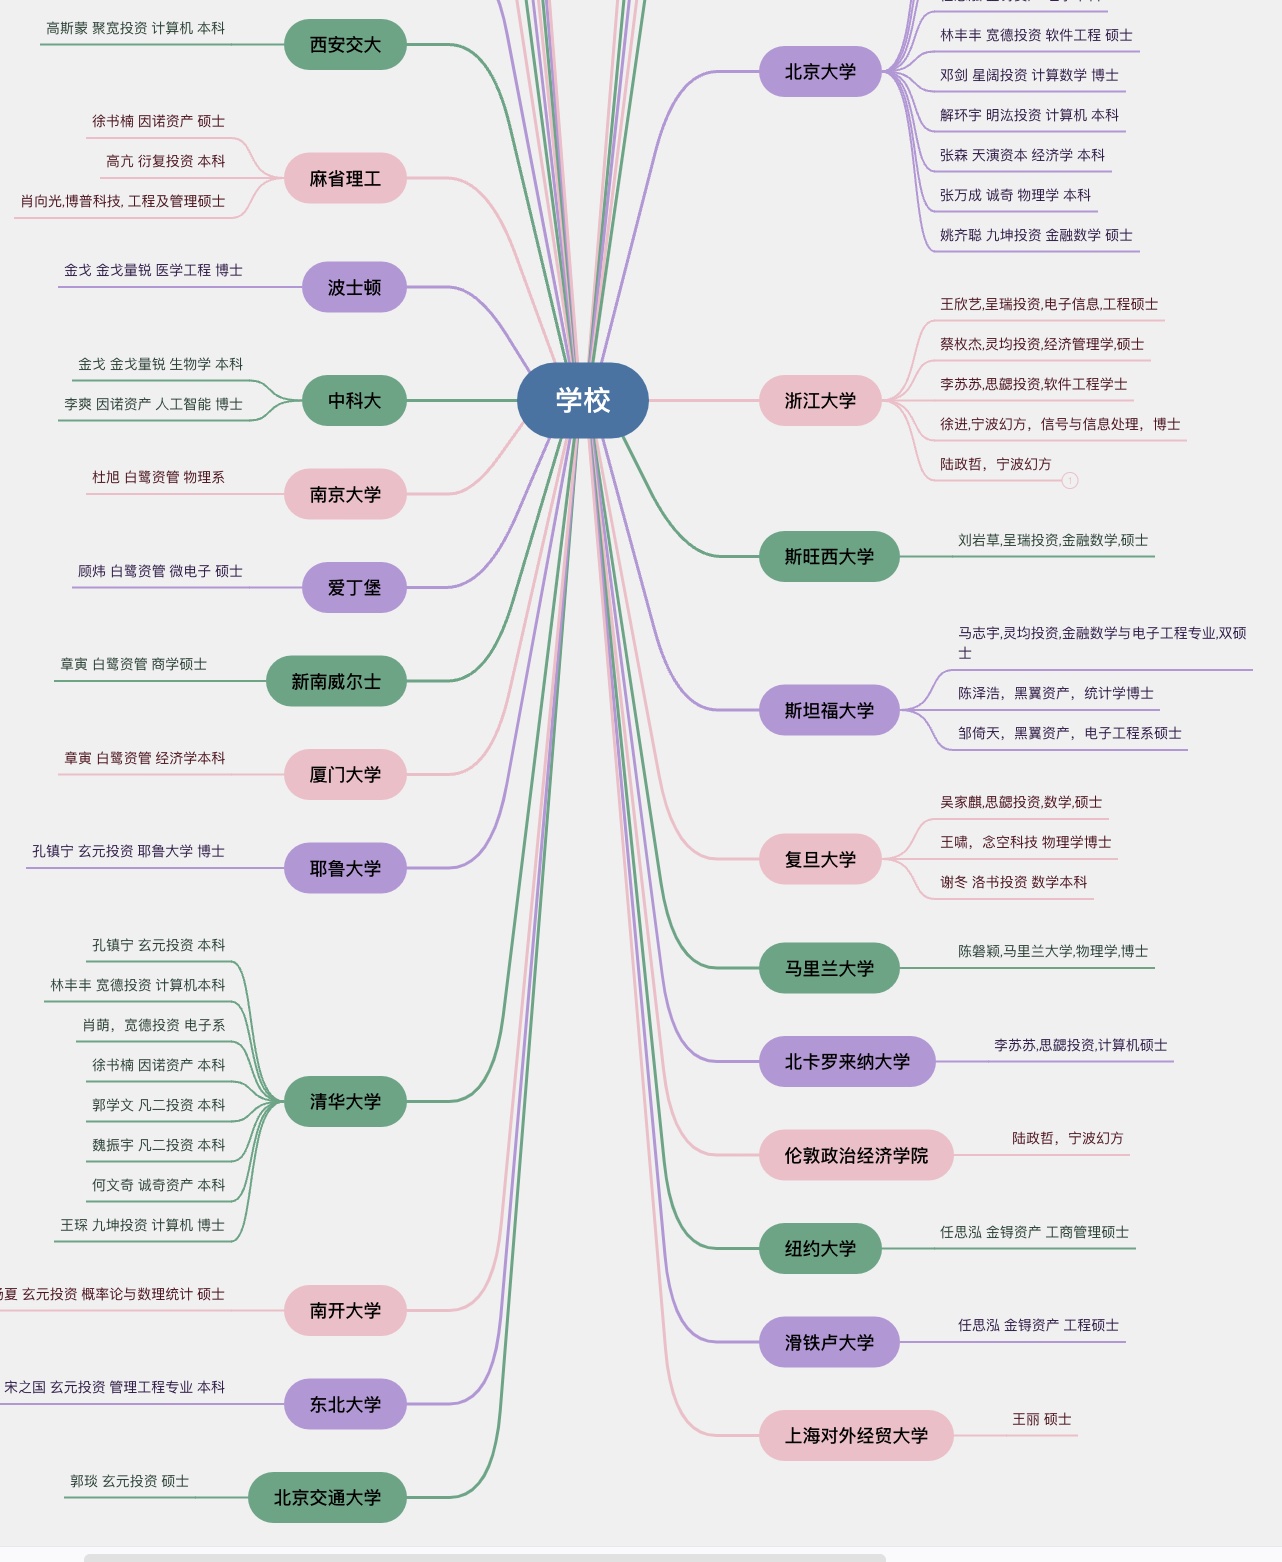 学校
西安交大
高斯蒙 聚宽投资 计算机 本科
麻省理工
徐书楠 因诺资产 硕士
高亢 衍复投资 本科
肖向光,博普科技, 工程及管理硕士
波士顿
金戈 金戈量锐 医学工程 博士
中科大
金戈 金戈量锐 生物学 本科
李爽 因诺资产 人工智能 博士
南京大学
杜旭 白鹭资管 物理系
爱丁堡
顾炜 白鹭资管 微电子 硕士
新南威尔士
章寅 白鹭资管 商学硕士
厦门大学
章寅 白鹭资管 经济学本科
耶鲁大学
孔镇宁 玄元投资 耶鲁大学 博士
清华大学
孔镇宁 玄元投资 本科
林丰丰 宽德投资 计算机本科
肖萌，宽德投资 电子系
徐书楠 因诺资产 本科
郭学文 凡二投资 本科
魏振宇 凡二投资 本科
何文奇 诚奇资产 本科
王琛 九坤投资 计算机 博士
南开大学
夏 玄元投资 概率论与数理统计 硕士
东北大学
宋之国 玄元投资 管理工程专业 本科
北京交通大学
郭琰 玄元投资 硕士
北京大学
林丰丰 宽德投资 软件工程 硕士
邓剑 星阔投资 计算数学 博士
解环宇 明汯投资 计算机 本科
张森 天演资本 经济学 本科
张万成 诚奇 物理学 本科
姚齐聪 九坤投资 金融数学 硕士
浙江大学
王欣艺,呈瑞投资,电子信息,工程硕士
蔡枚杰,灵均投资,经济管理学,硕士
李苏苏,思勰投资,软件工程学士
徐进,宁波幻方，信号与信息处理，博士
陆政哲，宁波幻方
1
斯旺西大学
刘岩草,呈瑞投资,金融数学,硕士
斯坦福大学
马志宇,灵均投资,金融数学与电子工程专业,双硕
士
陈泽浩，黑翼资产，统计学博士
邹倚天，黑翼资产，电子工程系硕士
复旦大学
吴家麒,思勰投资,数学,硕士
王啸，念空科技 物理学博士
谢冬 洛书投资 数学本科
马里兰大学
陈磐颖,马里兰大学,物理学,博士
北卡罗来纳大学
李苏苏,思勰投资,计算机硕士
伦敦政治经济学院
陆政哲，宁波幻方
纽约大学
任思泓 金锝资产 工商管理硕士
滑铁卢大学
任思泓 金锝资产 工程硕士
上海对外经贸大学
王丽 硕士